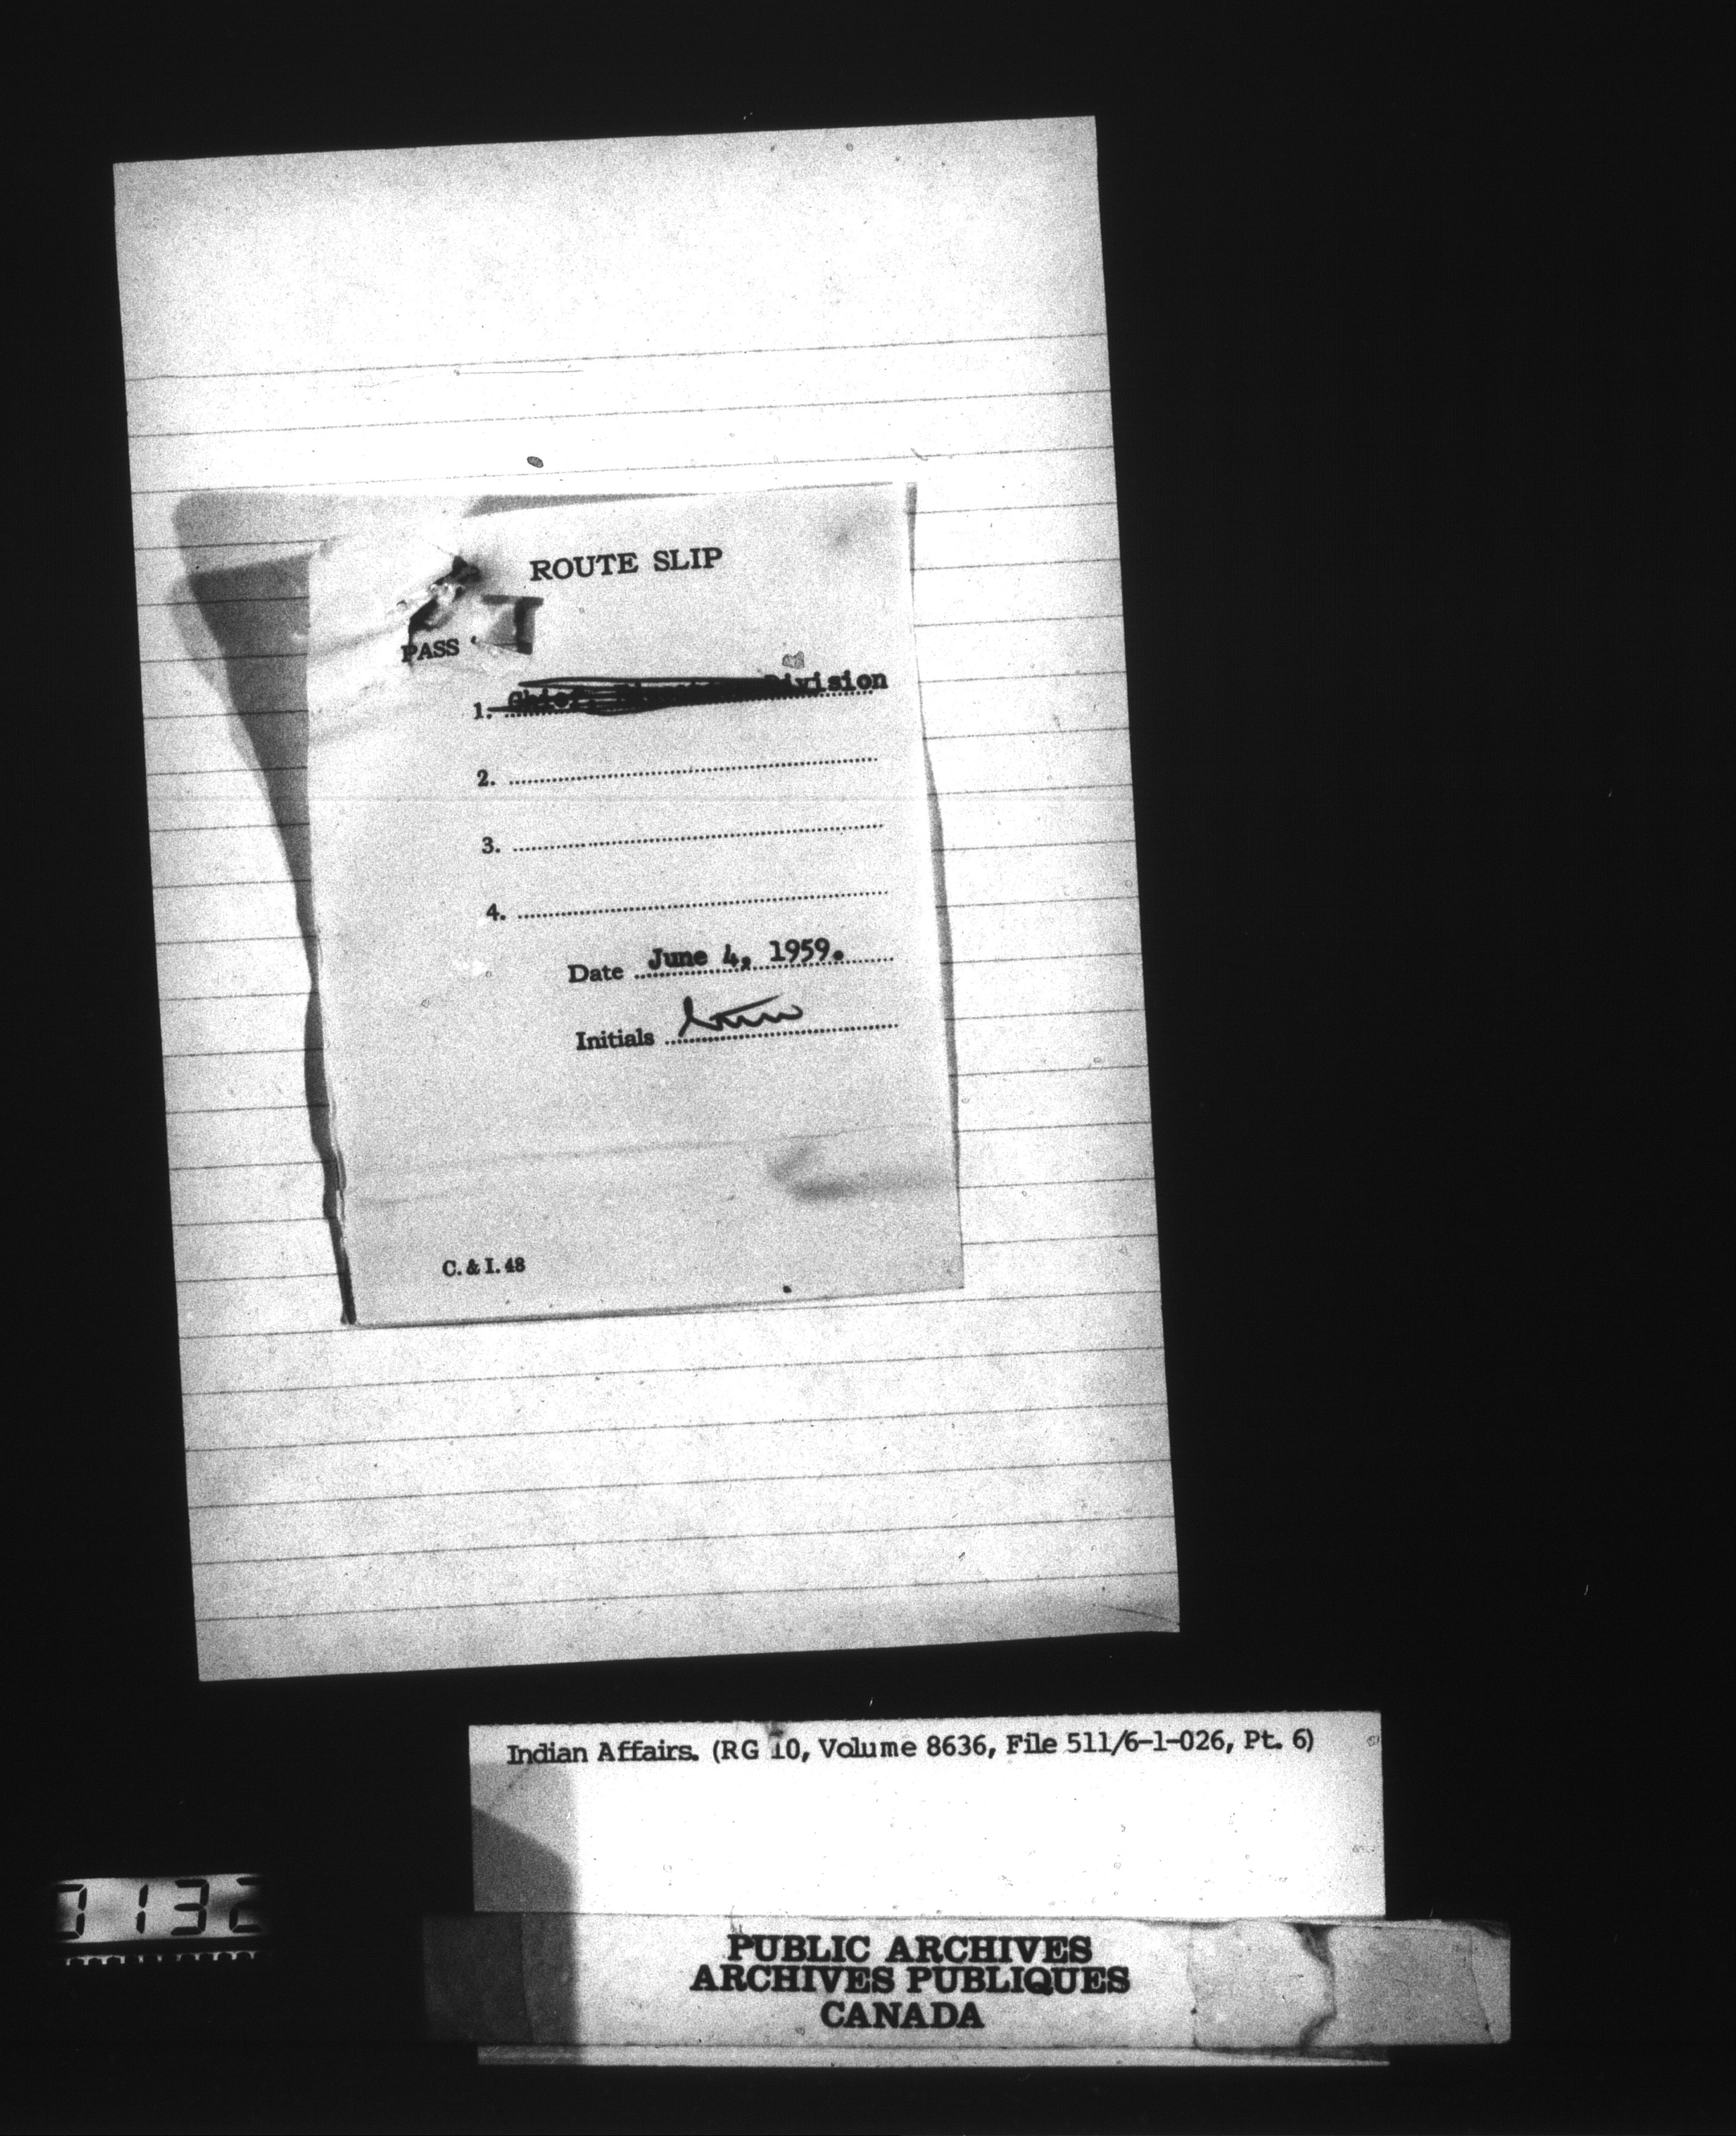 ROUTE SLIP
PASS
1. Chief, Division
2.
3.
4.
Date June 4, 1959.
Initials
C. & I. 48
Indian Affairs. (RG 10, Volume 8636, File 511/6-1-026, Pt. 6)
0132
PUBLIC ARCHIVES
ARCHIVES PUBLIQUES
CANADA